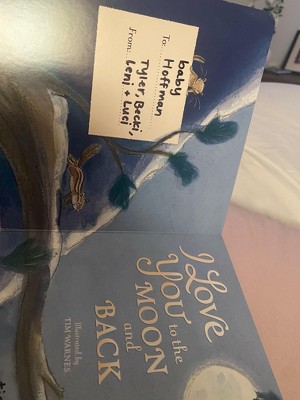 To: baby
Hoffman
From: Tyler, Becki,
Leni + Luci
I Love
You to the
MOON
and
BACK
Illustrated by
TIM WARNES